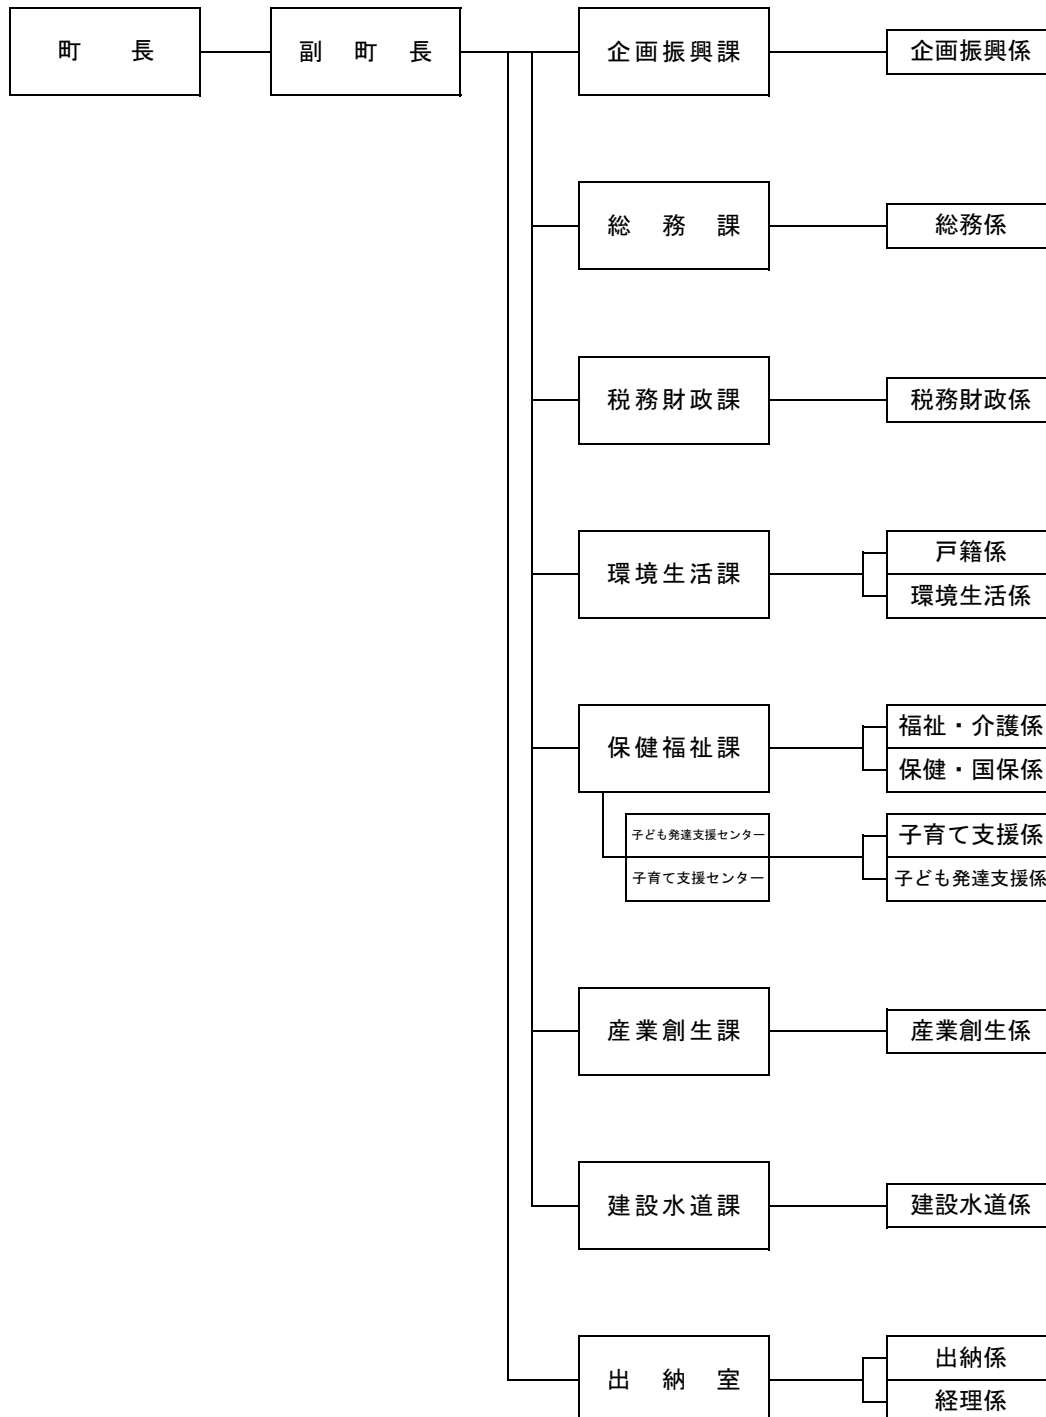 町　長
副　町　長
企画振興課
企画振興係
総　務　課
総務係
税務財政課
税務財政係
環境生活課
戸籍係
環境生活係
保健福祉課
福祉・介護係
保健・国保係
子ども発達支援センター
子育て支援センター
子育て支援係
子ども発達支援係
産業創生課
産業創生係
建設水道課
建設水道係
出　納　室
出納係
経理係